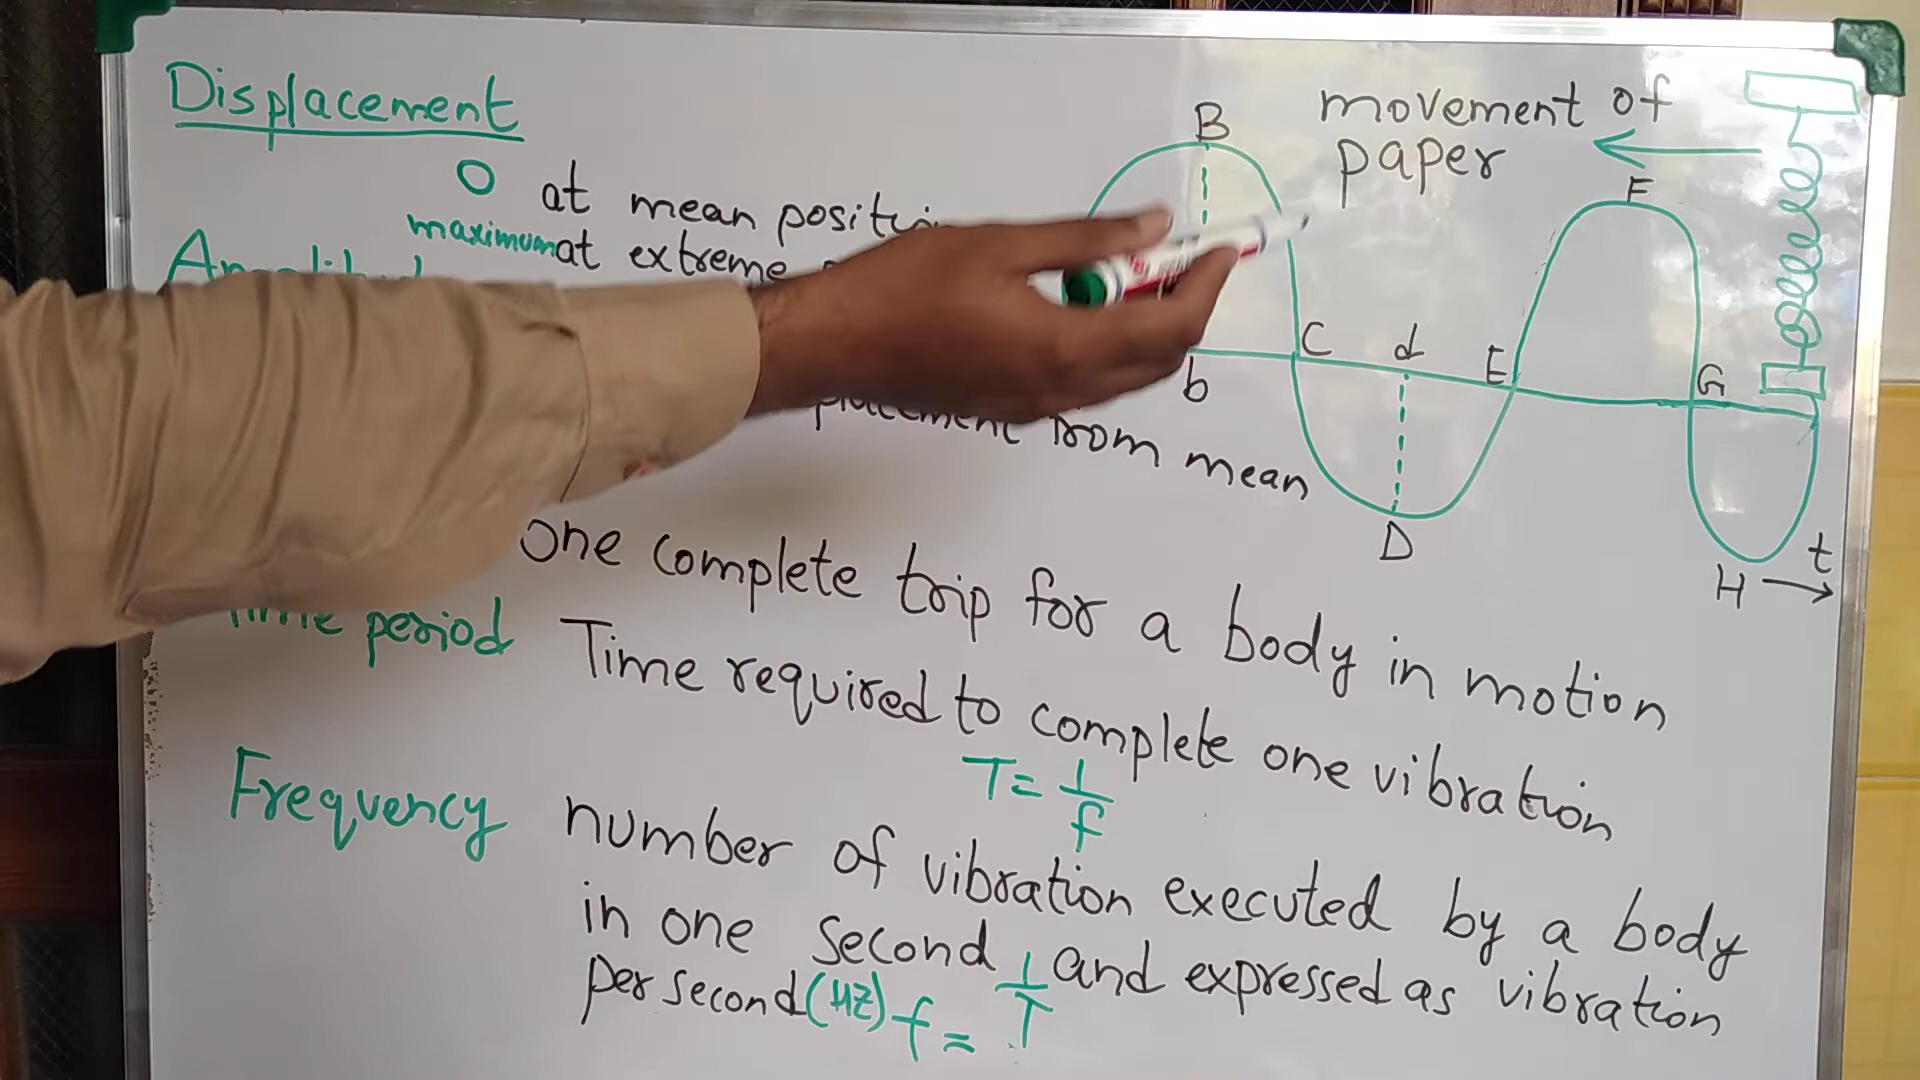 Displacement
0 at mean
maximum at extreme
from mean
one complete trip for a body in motion
period Time required to complete one vibration
T = 1/f
Frequency number of vibration executed by a body
in one second and expressed as vibration
per second (HZ) f = 1/T
movement of
paper
B
F
b
C
d
E
G
D
H
t